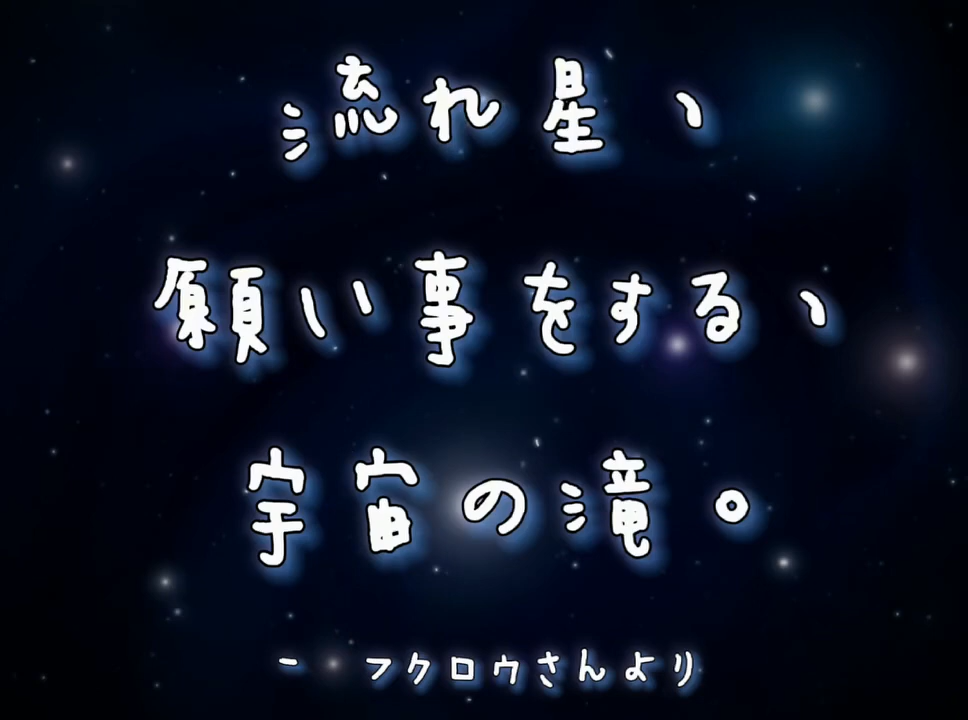 流れ星、
願い事をする、
宇宙の滝。
- フクロウさんより